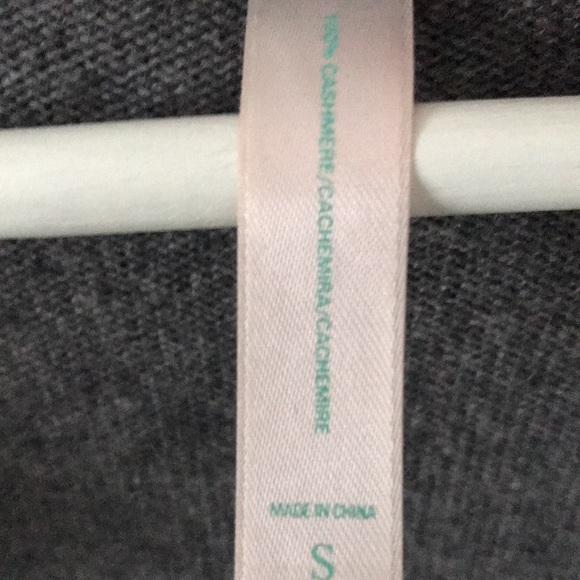 100% CASHMERE/CACHEMIRA/CACHEMIRE
MADE IN CHINA
S